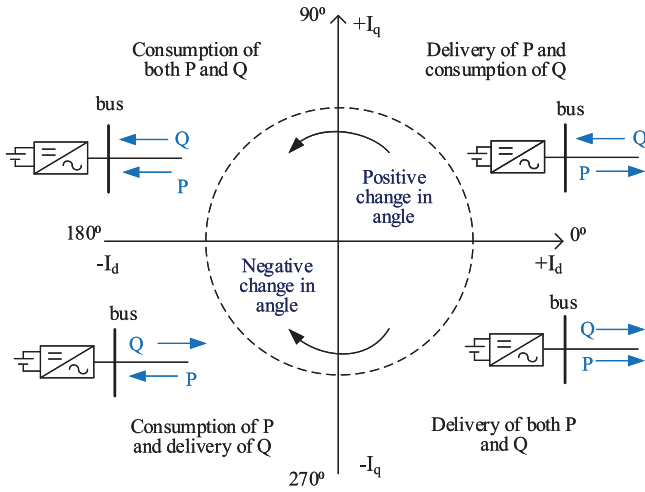 90º
+Iq
Consumption of
both P and Q
Delivery of P and
consumption of Q
bus
Q
P
bus
Q
P
Positive
change in
angle
180º
-Id
0º
+Id
Negative
change in
angle
bus
Q
P
bus
Q
P
Consumption of P
and delivery of Q
Delivery of both P
and Q
-Iq
270º